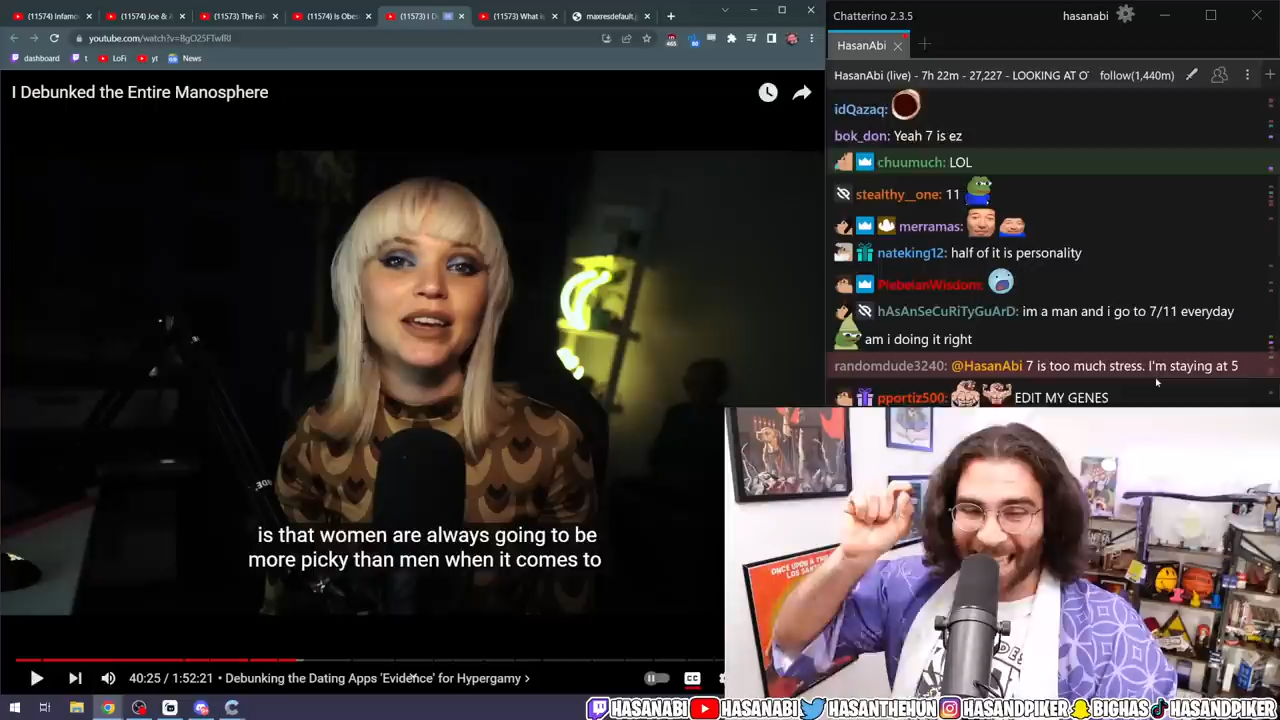 (11574) Infamo
(11574) Joe & A
(11573) The Fal
(11574) Is Obes
(11573) I D
(11573) What i
maxresdefault.j
youtube.com/watch?v=8gO25FTwlRI
465
80
dashboard
t
LoFi
yt
News
I Debunked the Entire Manosphere
is that women are always going to be
more picky than men when it comes to
40:25 / 1:52:21 • Debunking the Dating Apps 'Evidence' for Hypergamy >
CC
Chatterino 2.3.5
hasanabi
HasanAbi
HasanAbi (live) - 7h 22m - 27,227 - LOOKING AT O
follow(1,440m)
idQazaq:
bok_don: Yeah 7 is ez
chuumuch: LOL
stealthy__one: 11
merramas:
nateking12: half of it is personality
PlebeianWisdom:
hAsAnSeCuRiTyGuArD: im a man and i go to 7/11 everyday
am i doing it right
randomdude3240: @HasanAbi 7 is too much stress. I'm staying at 5
pportiz500: EDIT MY GENES
HASANABI
HASANABI
HASANTHEHUN
HASANDPIKER
BIGHAS
HASANDPIKER